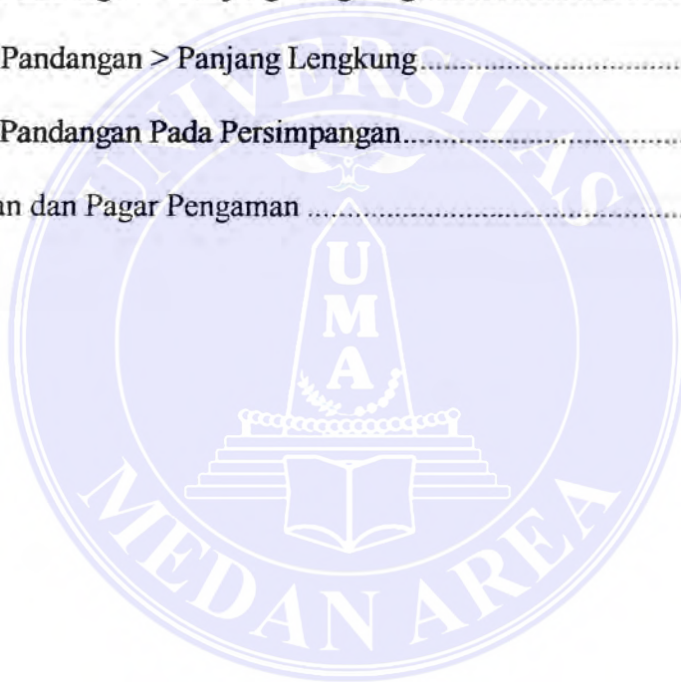 Pandangan > Panjang Lengkung..............................
Pandangan Pada Persimpangan..............................
an dan Pagar Pengaman ..............................
UNIVERSITAS
UMA
MEDAN AREA